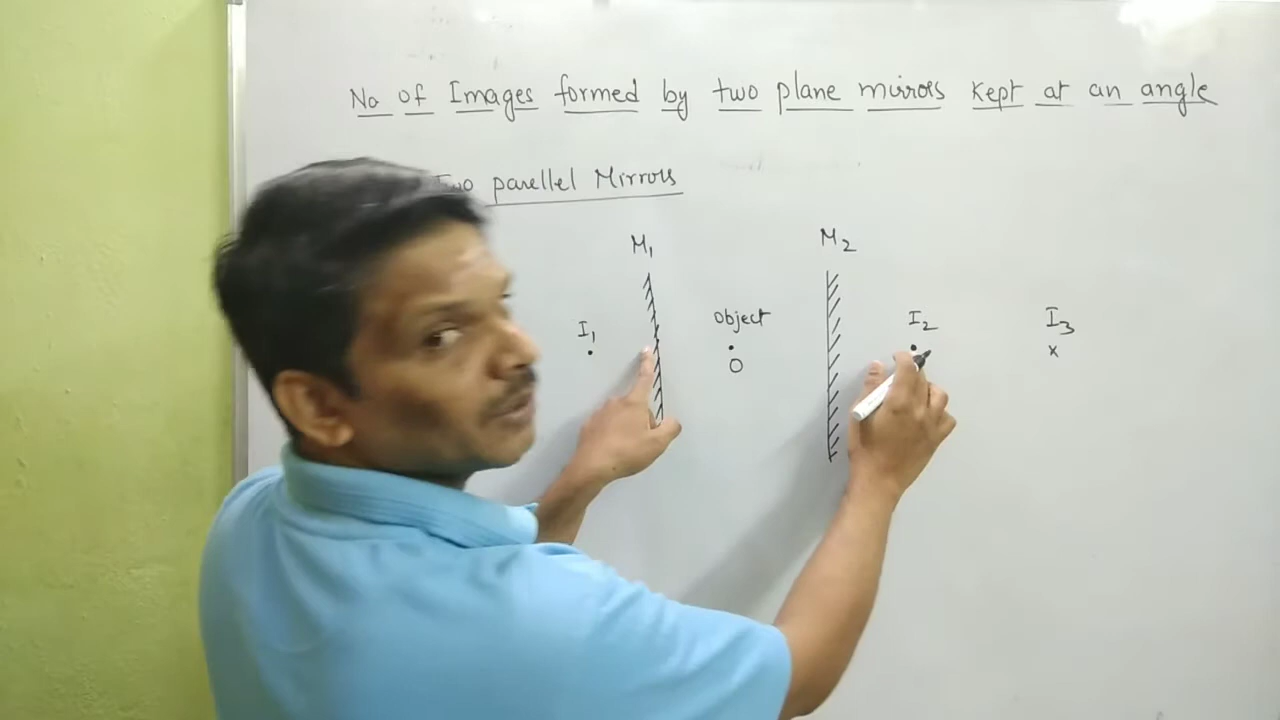 No of Images formed by two plane mirrors kept at an angle
Two parellel Mirrors
M1 M2
I1 object I2 I3
O x